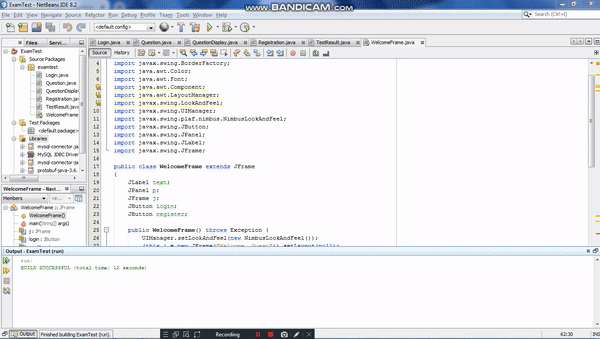 www.BANDICAM.com
ExamTest - NetBeans IDE 8.2
File Edit View Navigate Source Refactor Run Debug Profile Team Tools Window Help
Search (Ctrl+I)
<default config>
Files Servi...
Login.java Question.java QuestionDisplay.java Registration.java TestResult.java WelcomeFrame.java
Source History
ExamTest
Source Packages
examtest
Login.java
Question.java
QuestionDispla
Registration.ja
TestResult.java
WelcomeFrame
Test Packages
<default package>
Libraries
mysql-connector-ja
MySQL JDBC Driver
mysql-connector-ja
protobuf-java-3.6.
4 import javax.swing.BorderFactory;
import java.awt.Color;
import java.awt.Font;
import java.awt.Component;
import java.awt.LayoutManager;
import javax.swing.LookAndFeel;
10 import javax.swing.UIManager;
11 import javax.swing.plaf.nimbus.NimbusLookAndFeel;
12 import javax.swing.JButton;
13 import javax.swing.JPanel;
14 import javax.swing.JLabel;
15 import javax.swing.JFrame;
16
17 public class WelcomeFrame extends JFrame
18 {
19 JLabel text;
20 JPanel p;
21 JFrame j;
22 JButton login;
23 JButton register;
24
25 public WelcomeFrame() throws Exception {
26 UIManager.setLookAndFeel(new NimbusLookAndFeel());
WelcomeFrame - Navi...
Members
WelcomeFrame :: JFrame
WelcomeFrame()
main(String[] args)
j : JFrame
login : JButton
Output - ExamTest (run)
run:
BUILD SUCCESSFUL (total time: 12 seconds)
Output
Finished building ExamTest (run).
Recording
62:30
INS